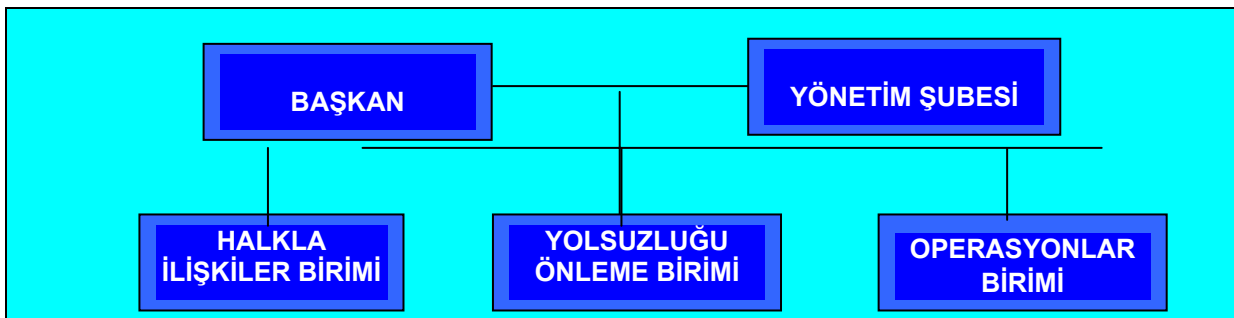 BAŞKAN
YÖNETİM ŞUBESİ
HALKLA
İLİŞKİLER BİRİMİ
YOLSUZLUĞU
ÖNLEME BİRİMİ
OPERASYONLAR
BİRİMİ